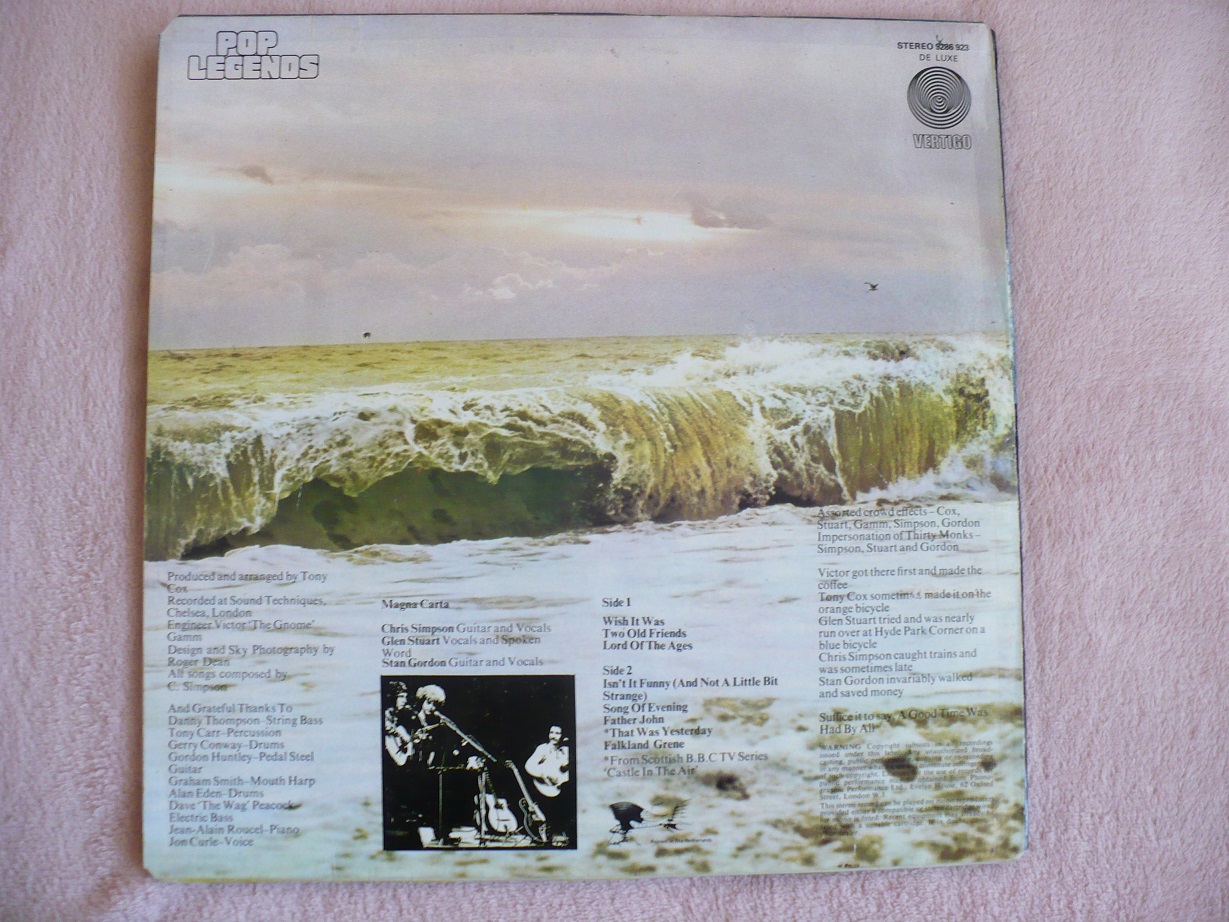 POP
LEGENDS
STEREO 9286 923
DE LUXE
VERTIGO
Produced and arranged by Tony
Cox
Recorded at Sound Techniques,
Chelsea, London
Engineer Victor 'The Gnome'
Gamm
Design and Sky Photography by
Roger Dean
All songs composed by
C. Simpson
And Grateful Thanks To
Danny Thompson–String Bass
Tony Carr–Percussion
Gerry Conway–Drums
Gordon Huntley–Pedal Steel
Guitar
Graham Smith–Mouth Harp
Alan Eden–Drums
Dave 'The Wag' Peacock–
Electric Bass
Jean-Alain Roucel–Piano
Jon Curle–Voice
Magna Carta
Chris Simpson Guitar and Vocals
Glen Stuart Vocals and Spoken
Word
Stan Gordon Guitar and Vocals
Side 1
Wish It Was
Two Old Friends
Lord Of The Ages
Side 2
Isn't It Funny (And Not A Little Bit
Strange)
Song Of Evening
Father John
*That Was Yesterday
Falkland Grene
*From Scottish B.B.C TV Series
'Castle In The Air'
Assorted crowd effects – Cox,
Stuart, Gamm, Simpson, Gordon
Impersonation of Thirty Monks –
Simpson, Stuart and Gordon
Victor got there first and made the
coffee
Tony Cox sometimes made it on the
orange bicycle
Glen Stuart tried and was nearly
run over at Hyde Park Corner on a
blue bicycle
Chris Simpson caught trains and
was sometimes late
Stan Gordon invariably walked
and saved money
Suffice it to say, 'A Good Time Was
Had By All'
WARNING Copyright subsists in all recordings